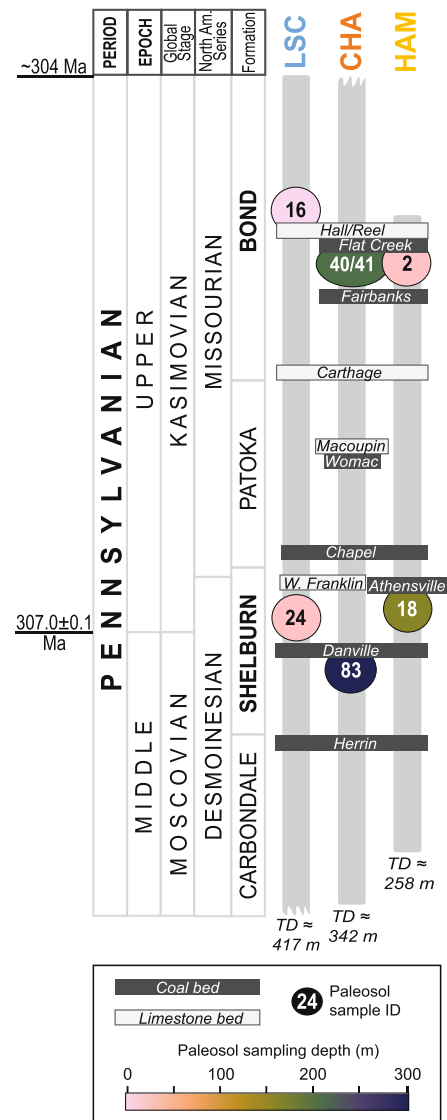 PERIOD
EPOCH
Global
Stage
North Am.
Series
Formation
LSC
CHA
HAM
~304 Ma
307.0±0.1
Ma
PENNSYLVANIAN
UPPER
MIDDLE
KASIMOVIAN
MOSCOVIAN
MISSOURIAN
DESMOINESIAN
BOND
PATOKA
SHELBURN
CARBONDALE
16
Hall/Reel
Flat Creek
40/41
2
Fairbanks
Carthage
Macoupin
Womac
Chapel
W. Franklin
Athensville
24
18
Danville
83
Herrin
TD ≈
258 m
TD ≈
342 m
TD ≈
417 m
Coal bed
Limestone bed
24
Paleosol
sample ID
Paleosol sampling depth (m)
0 100 200 300